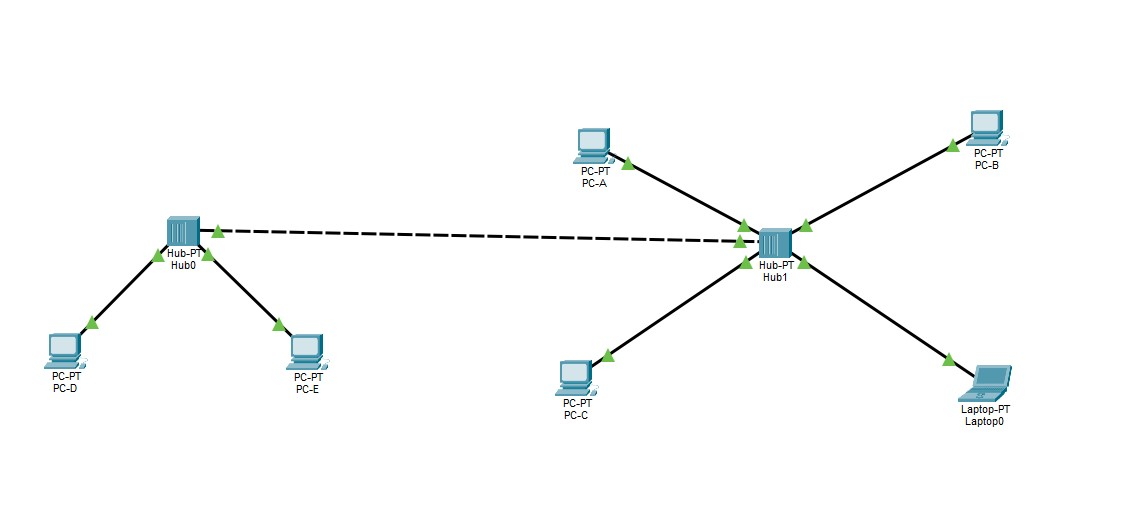 PC-PT
PC-A
PC-PT
PC-B
Hub-PT
Hub0
Hub-PT
Hub1
PC-PT
PC-D
PC-PT
PC-E
PC-PT
PC-C
Laptop-PT
Laptop0